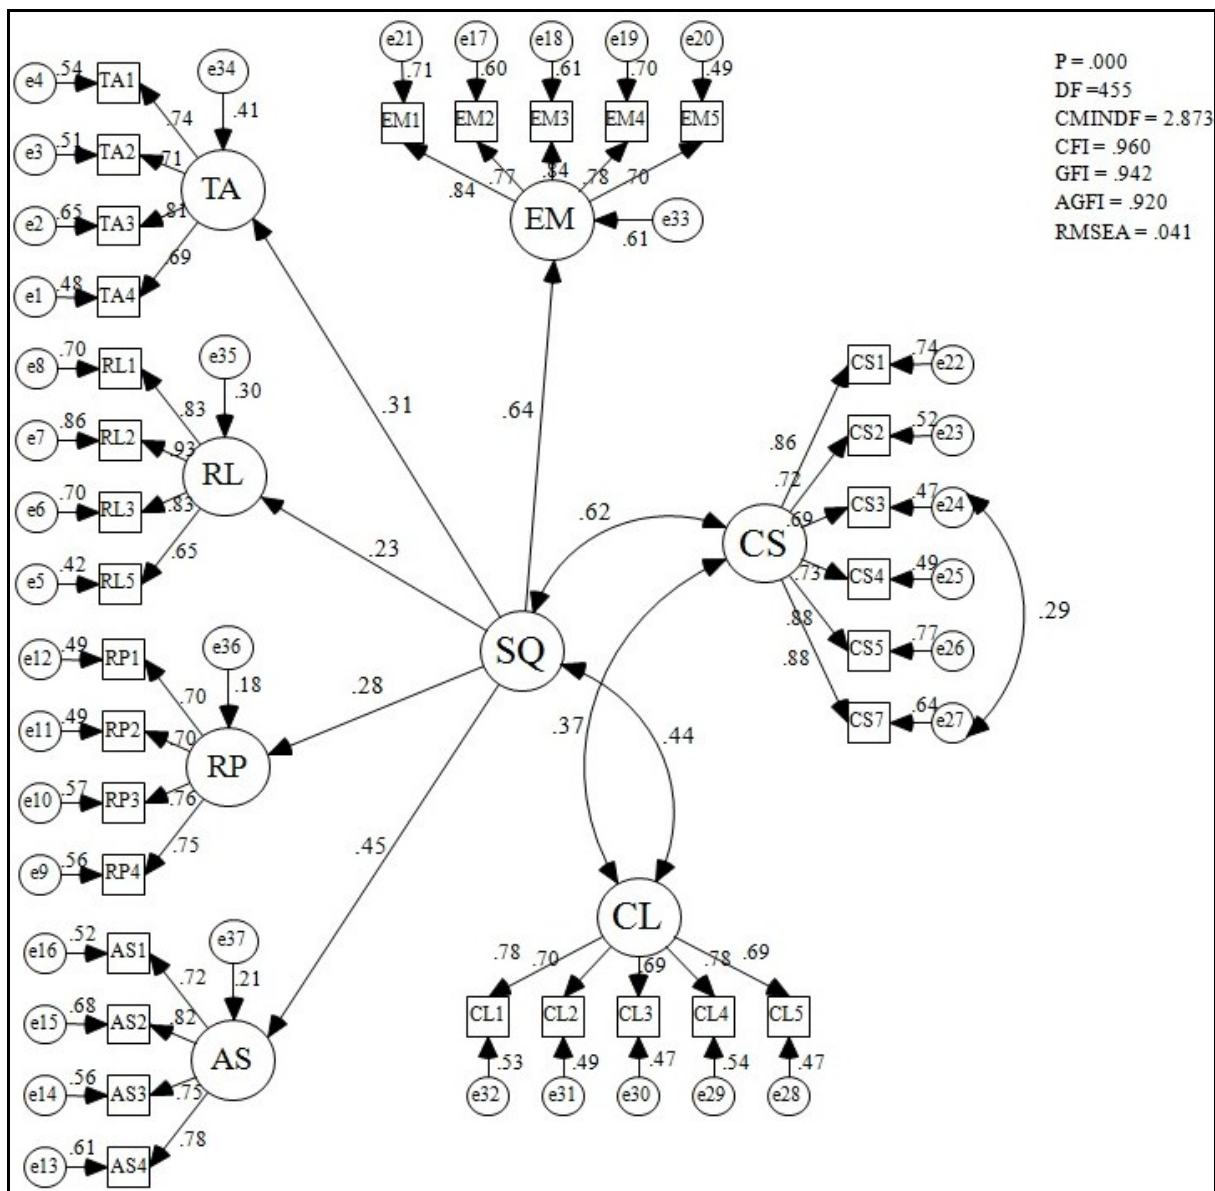 P = .000
DF =455
CMINDF = 2.873
CFI = .960
GFI = .942
AGFI = .920
RMSEA = .041
e21
e17
e18
e19
e20
.71
.60
.61
.70
.49
EM1
EM2
EM3
EM4
EM5
.84
.77
.84
.78
.70
EM
.61
e33
e34
.41
TA
e4
.54
TA1
.74
e3
.51
TA2
.71
e2
.65
TA3
.81
e1
.48
TA4
.69
e35
.30
RL
e8
.70
RL1
.83
e7
.86
RL2
.93
e6
.70
RL3
.83
e5
.42
RL5
.65
e36
.18
RP
e12
.49
RP1
.70
e11
.49
RP2
.70
e10
.57
RP3
.76
e9
.56
RP4
.75
e37
.21
AS
e16
.52
AS1
.72
e15
.68
AS2
.82
e14
.56
AS3
.75
e13
.61
AS4
.78
SQ
.31
.64
.23
.28
.45
.62
.37
.44
CS
.86
CS1
.74
e22
.72
CS2
.52
e23
.69
CS3
.47
e24
.73
CS4
.49
e25
.88
CS5
.77
e26
.88
CS7
.64
e27
.29
CL
.78
.70
.69
.78
.69
CL1
CL2
CL3
CL4
CL5
.53
.49
.47
.54
.47
e32
e31
e30
e29
e28